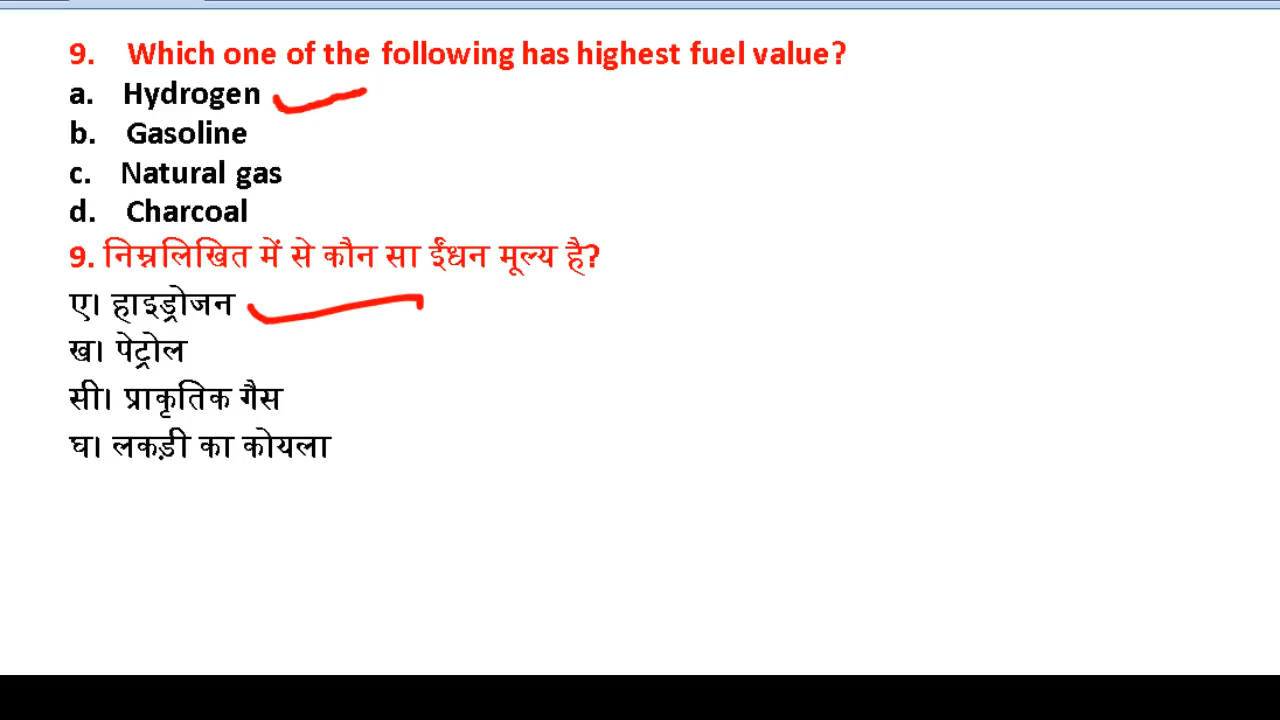 9. Which one of the following has highest fuel value?
a. Hydrogen
b. Gasoline
c. Natural gas
d. Charcoal
9. निम्नलिखित में से कौन सा ईंधन मूल्य है?
ए। हाइड्रोजन
ख। पेट्रोल
सी। प्राकृतिक गैस
घ। लकड़ी का कोयला